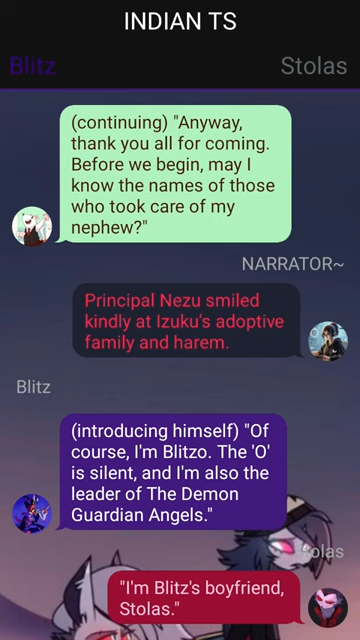 INDIAN TS
Blitz
Stolas
(continuing) "Anyway,
thank you all for coming.
Before we begin, may I
know the names of those
who took care of my
nephew?"
NARRATOR~
Principal Nezu smiled
kindly at Izuku's adoptive
family and harem.
Blitz
(introducing himself) "Of
course, I'm Blitzo. The 'O'
is silent, and I'm also the
leader of The Demon
Guardian Angels."
Stolas
"I'm Blitz's boyfriend,
Stolas."